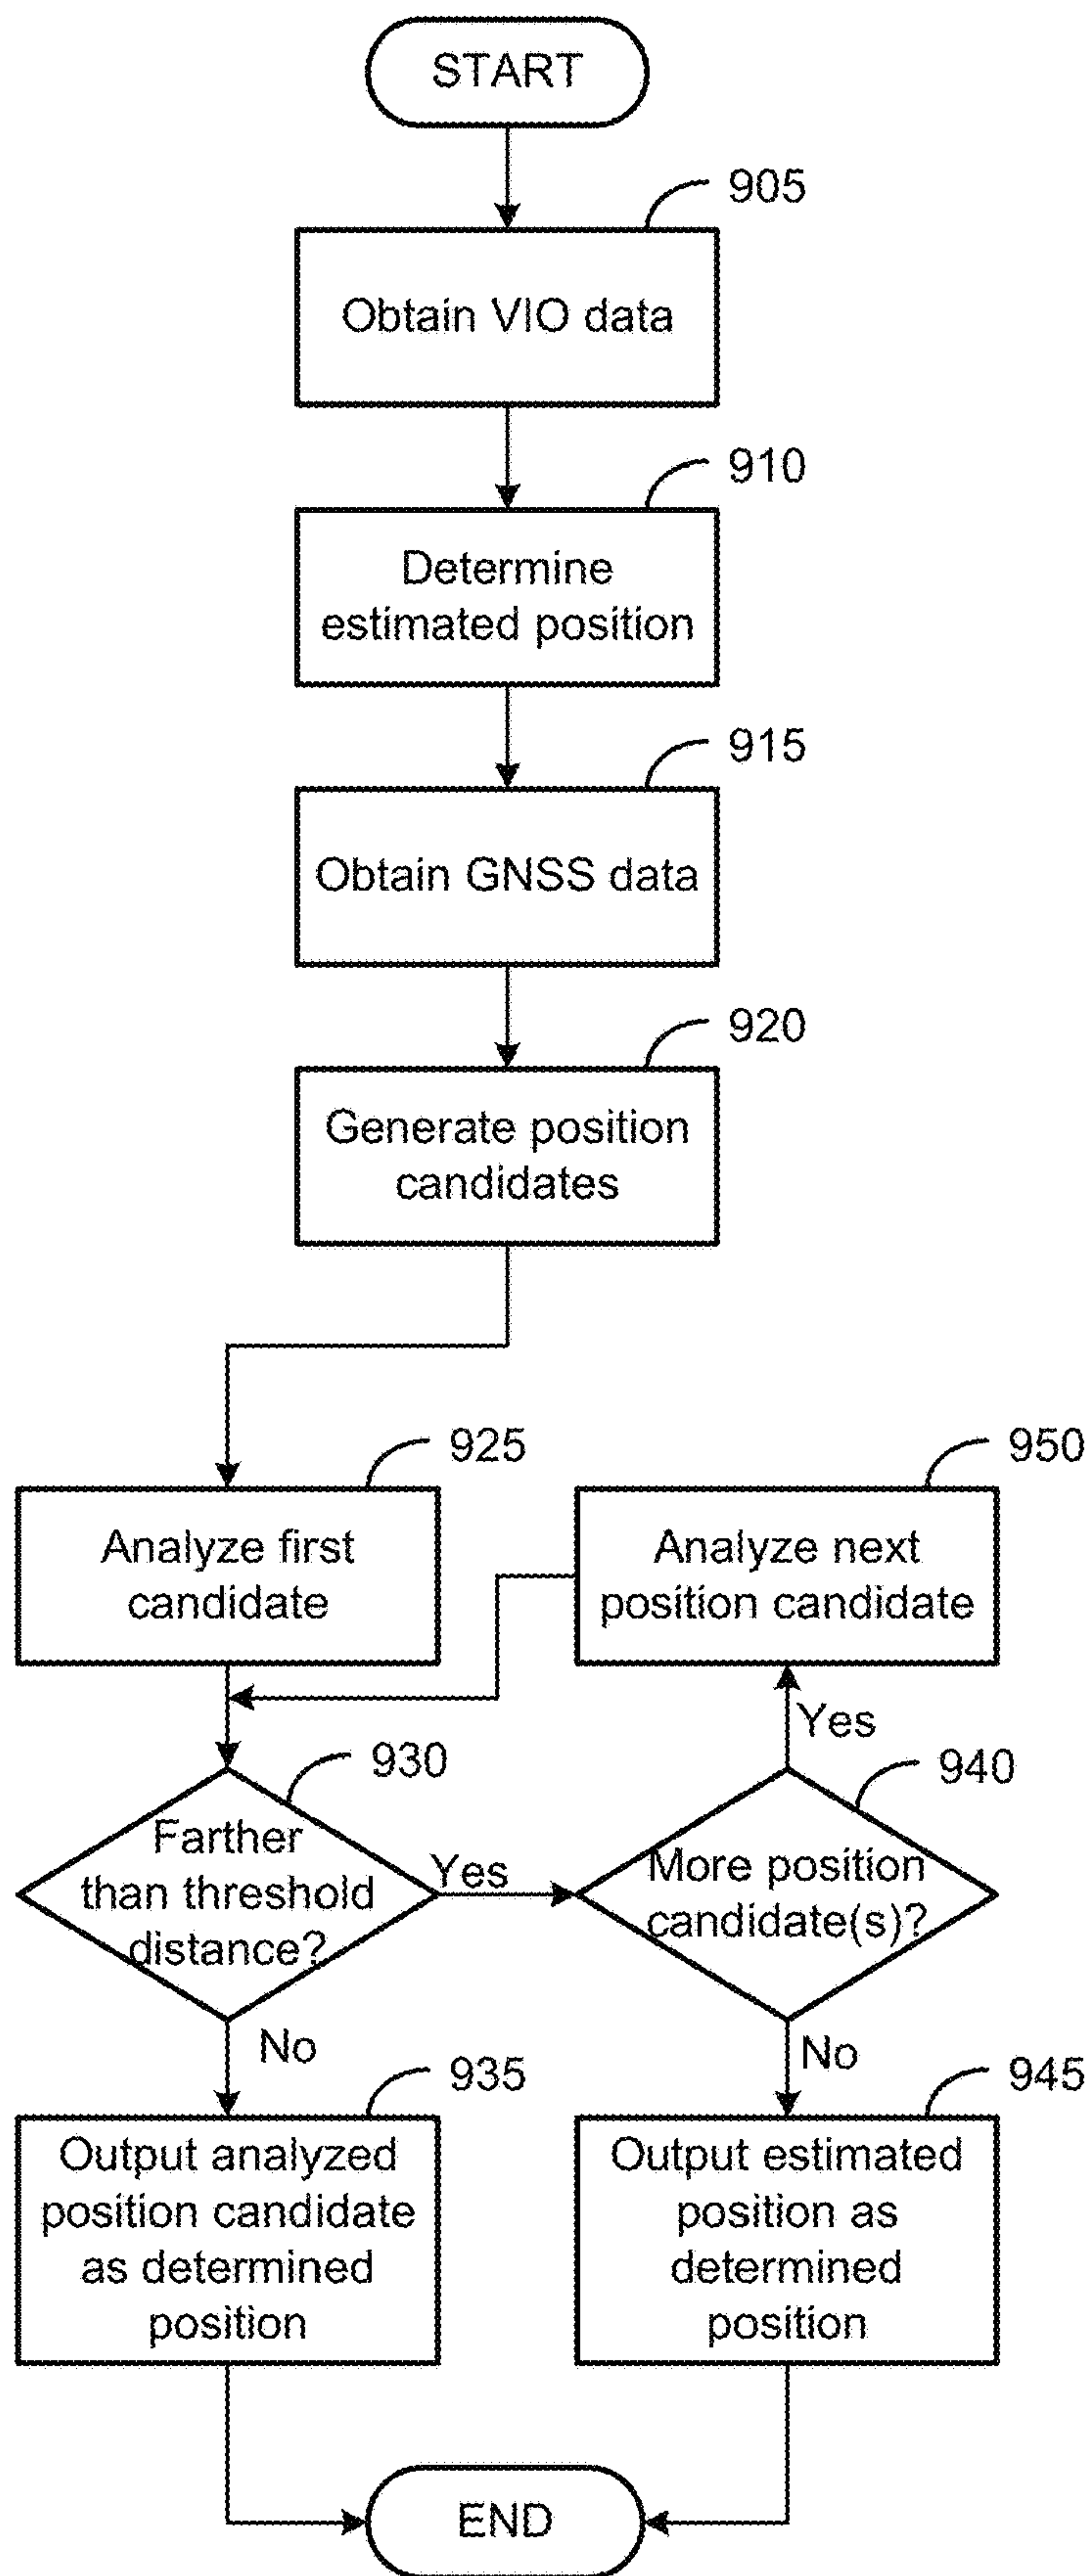 START
905
Obtain VIO data
910
Determine
estimated position
915
Obtain GNSS data
920
Generate position
candidates
925
Analyze first
candidate
950
Analyze next
position candidate
Yes
930
Farther
than threshold
distance?
Yes
940
More position
candidate(s)?
No
935
Output analyzed
position candidate
as determined
position
No
945
Output estimated
position as
determined
position
END